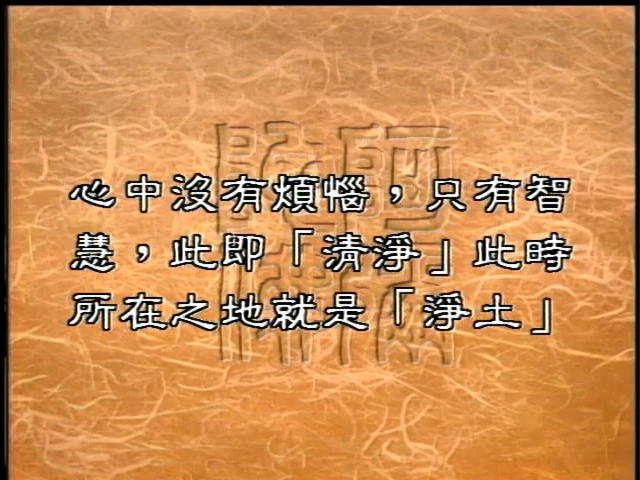 心中沒有煩惱，只有智
慧，此即「清淨」此時
所在之地就是「淨土」